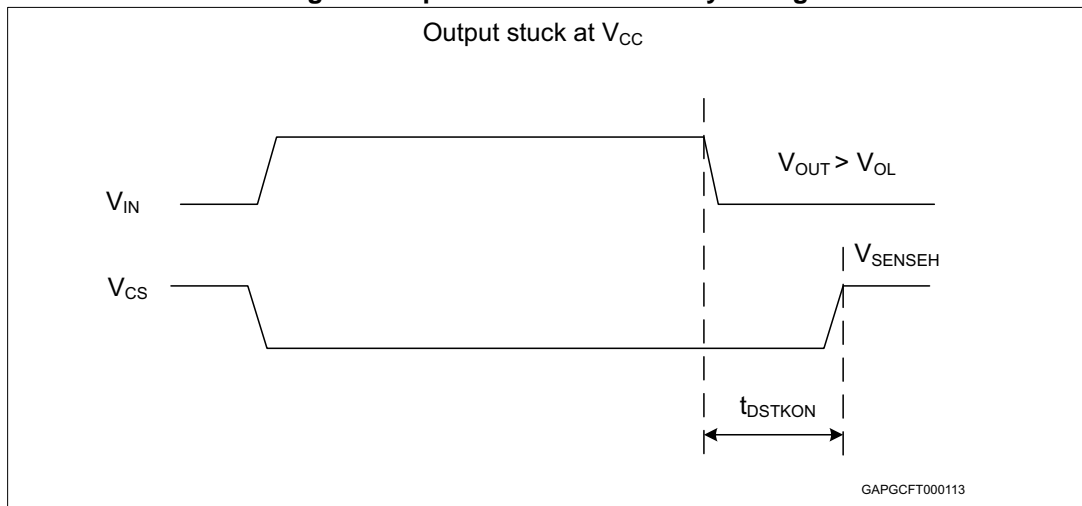 Output stuck at VCC
VOUT > VOL
VIN
VSENSEH
VCS
tDSTKON
GAPGCFT000113